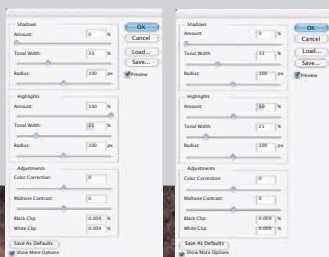 Shadows
Amount: 0 %
Tonal Width: 33 %
Radius: 100 px
Highlights
Amount: 100 %
Tonal Width: 21 %
Radius: 100 px
Adjustments
Color Correction: 0
Midtone Contrast: 0
Black Clip: 0.009 %
White Clip: 0.009 %
Save As Defaults
Show More Options
OK
Cancel
Load...
Save...
Preview
Shadows
Amount: 0 %
Tonal Width: 33 %
Radius: 100 px
Highlights
Amount: 50 %
Tonal Width: 21 %
Radius: 100 px
Adjustments
Color Correction: 0
Midtone Contrast: 0
Black Clip: 0.009 %
White Clip: 0.009 %
Save As Defaults
Show More Options
OK
Cancel
Load...
Save...
Preview